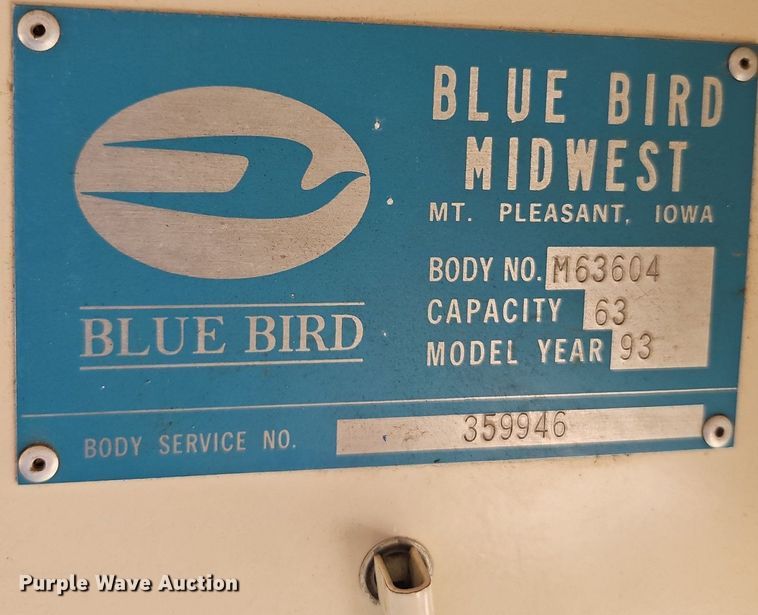 BLUE BIRD
MIDWEST
MT. PLEASANT, IOWA
BODY NO. M63604
CAPACITY 63
MODEL YEAR 93
BLUE BIRD
BODY SERVICE NO. 359946
Purple Wave Auction